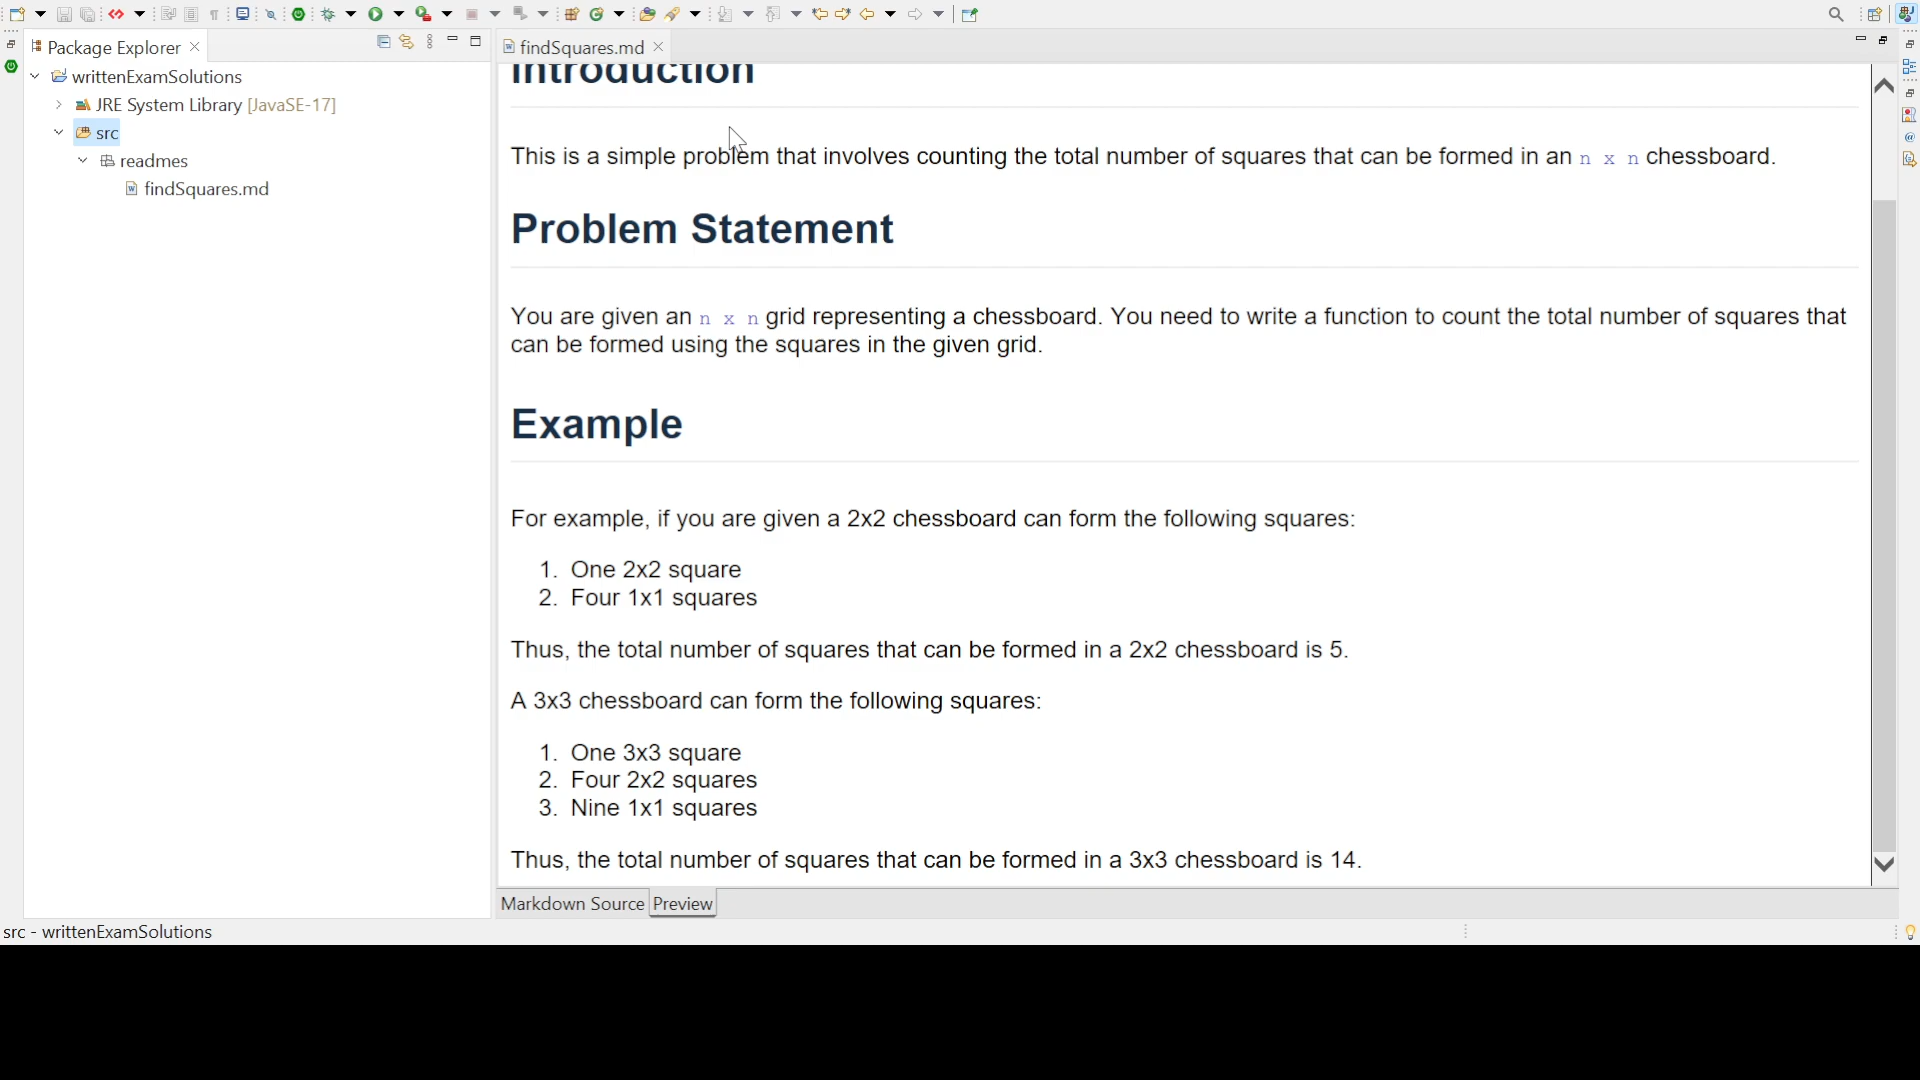 Package Explorer
findSquares.md
writtenExamSolutions
JRE System Library [JavaSE-17]
src
readmes
findSquares.md
Introduction
This is a simple problem that involves counting the total number of squares that can be formed in an n x n chessboard.
Problem Statement
You are given an n x n grid representing a chessboard. You need to write a function to count the total number of squares that
can be formed using the squares in the given grid.
Example
For example, if you are given a 2x2 chessboard can form the following squares:
1. One 2x2 square
2. Four 1x1 squares
Thus, the total number of squares that can be formed in a 2x2 chessboard is 5.
A 3x3 chessboard can form the following squares:
1. One 3x3 square
2. Four 2x2 squares
3. Nine 1x1 squares
Thus, the total number of squares that can be formed in a 3x3 chessboard is 14.
Markdown Source Preview
src - writtenExamSolutions